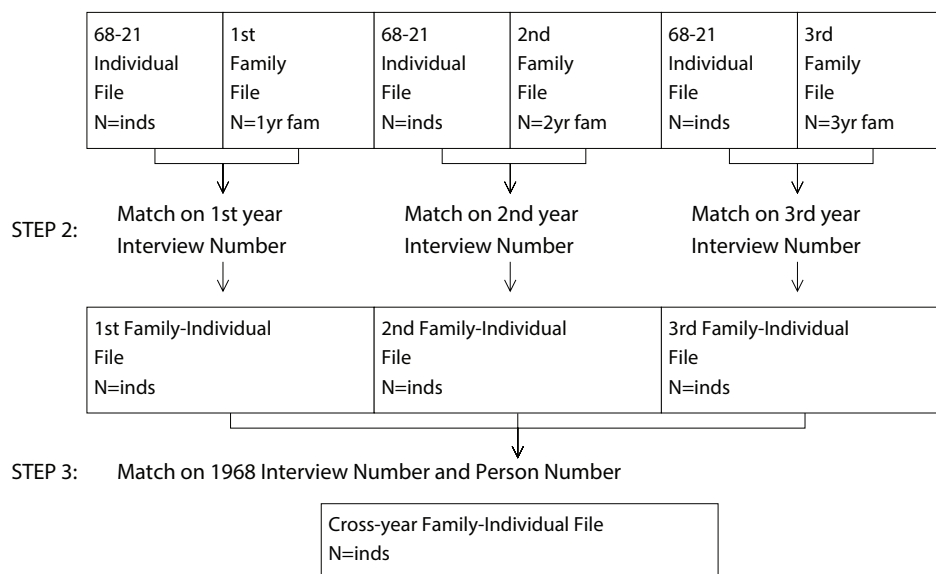 68-21
Individual
File
N=inds
1st
Family
File
N=1yr fam
68-21
Individual
File
N=inds
2nd
Family
File
N=2yr fam
68-21
Individual
File
N=inds
3rd
Family
File
N=3yr fam
STEP 2:
Match on 1st year
Interview Number
Match on 2nd year
Interview Number
Match on 3rd year
Interview Number
1st Family-Individual
File
N=inds
2nd Family-Individual
File
N=inds
3rd Family-Individual
File
N=inds
STEP 3: Match on 1968 Interview Number and Person Number
Cross-year Family-Individual File
N=inds